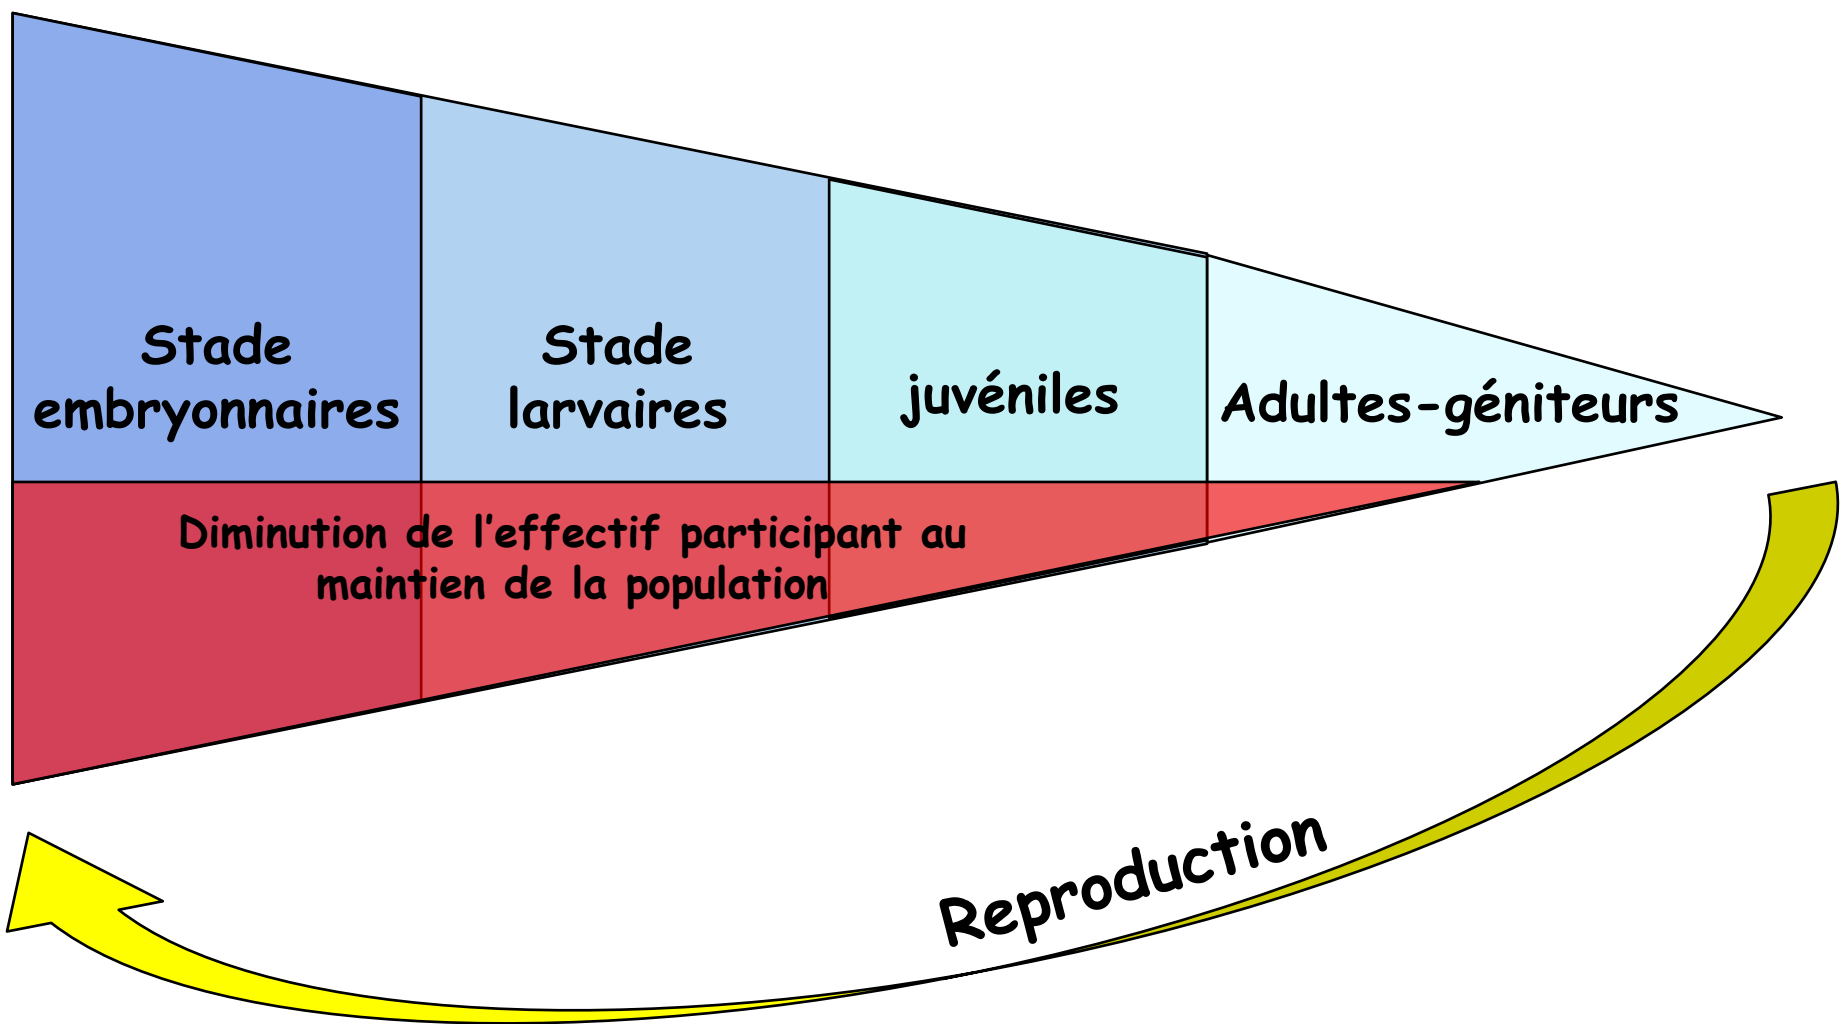 Stade
embryonnaires
Stade
larvaires
juvéniles
Adultes-géniteurs
Diminution de l’effectif participant au
maintien de la population
Reproduction